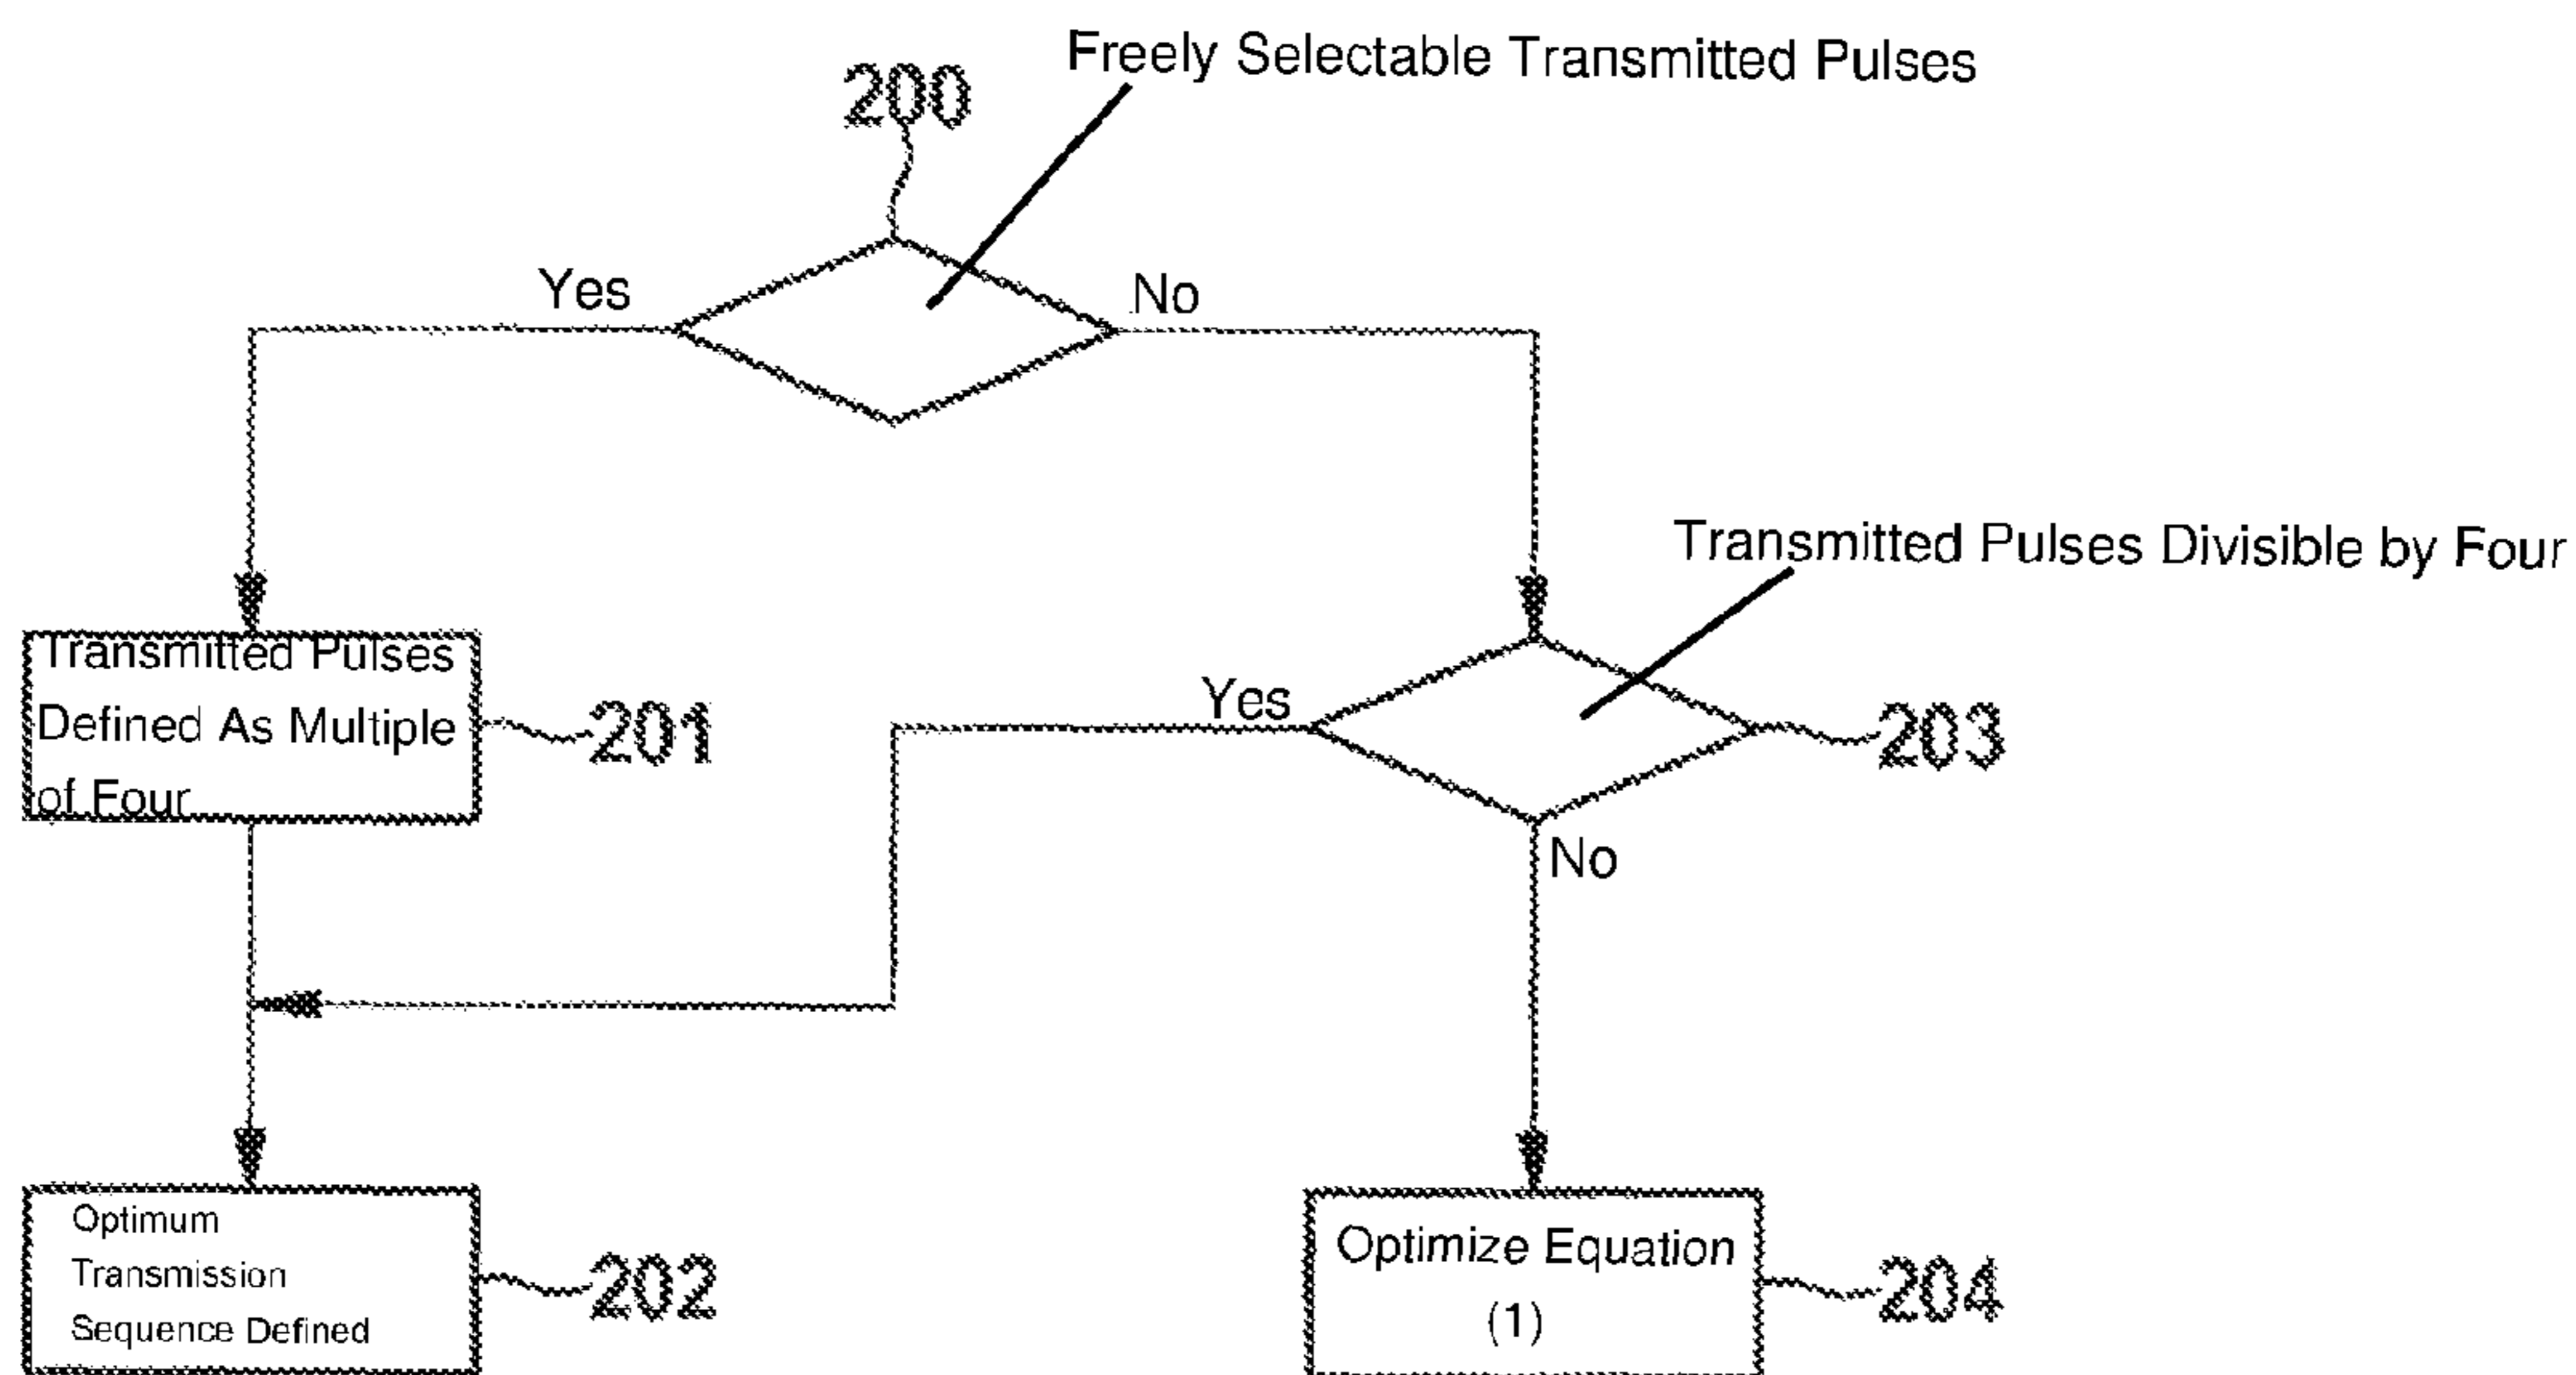 Freely Selectable Transmitted Pulses
200
Yes
No
Transmitted Pulses Divisible by Four
Transmitted Pulses
Defined As Multiple
of Four
201
Yes
203
No
Optimum
Transmission
Sequence Defined
202
Optimize Equation
(1)
204